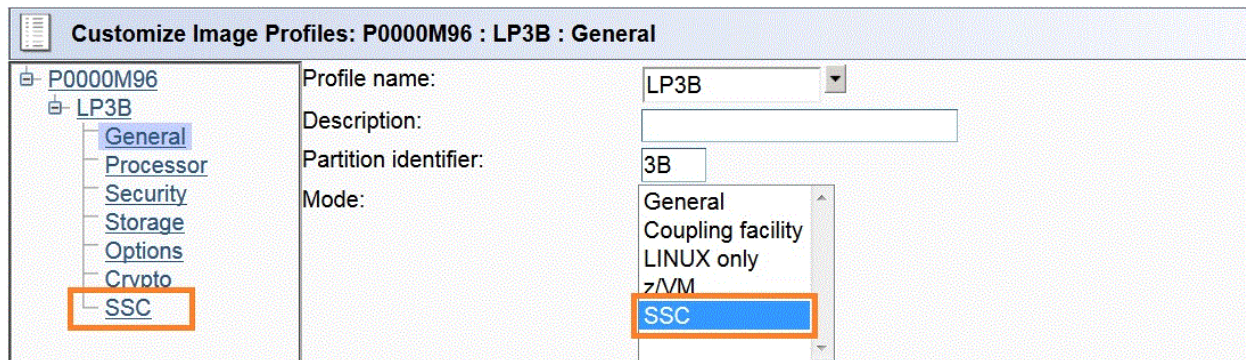 Customize Image Profiles: P0000M96 : LP3B : General
P0000M96
LP3B
General
Processor
Security
Storage
Options
Crypto
SSC
Profile name: LP3B
Description:
Partition identifier: 3B
Mode: General
Coupling facility
LINUX only
z/VM
SSC